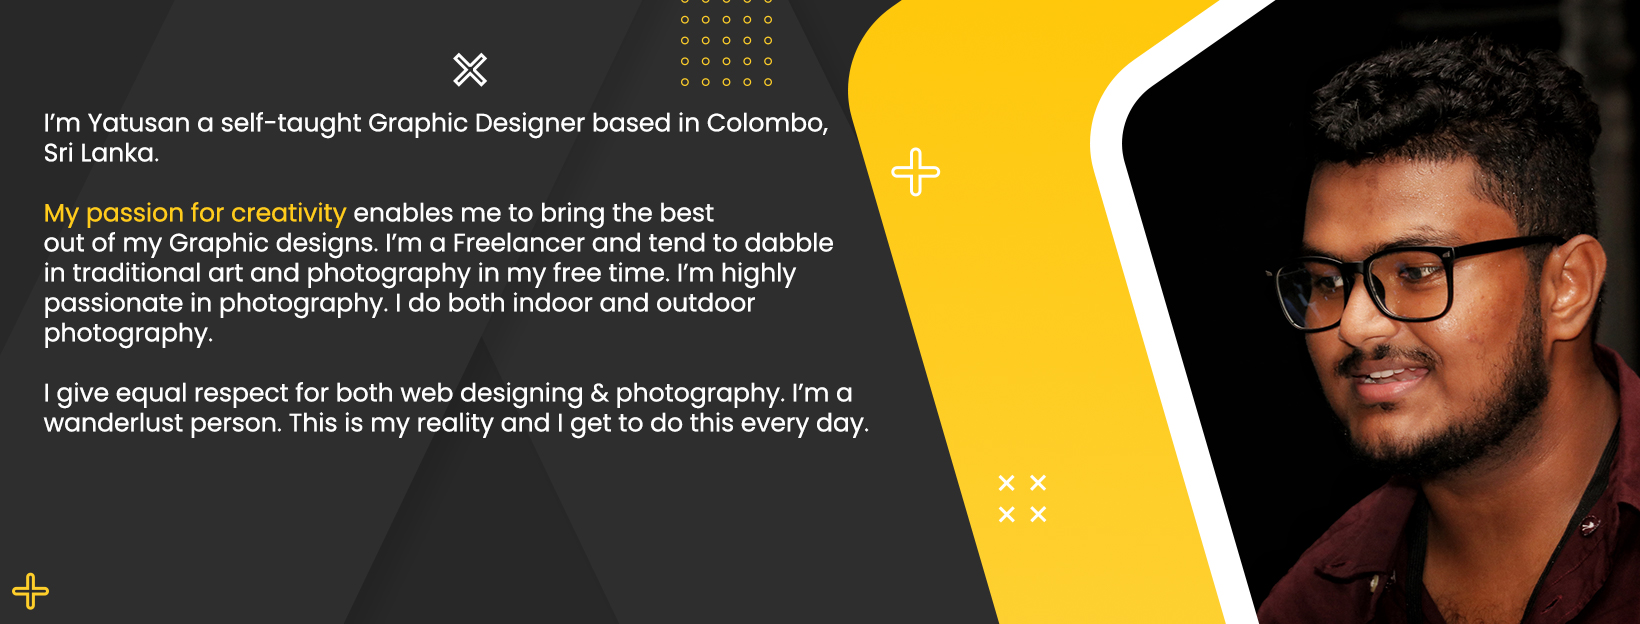 I’m Yatusan a self-taught Graphic Designer based in Colombo,
Sri Lanka.
My passion for creativity enables me to bring the best
out of my Graphic designs. I’m a Freelancer and tend to dabble
in traditional art and photography in my free time. I’m highly
passionate in photography. I do both indoor and outdoor
photography.
I give equal respect for both web designing & photography. I’m a
wanderlust person. This is my reality and I get to do this every day.